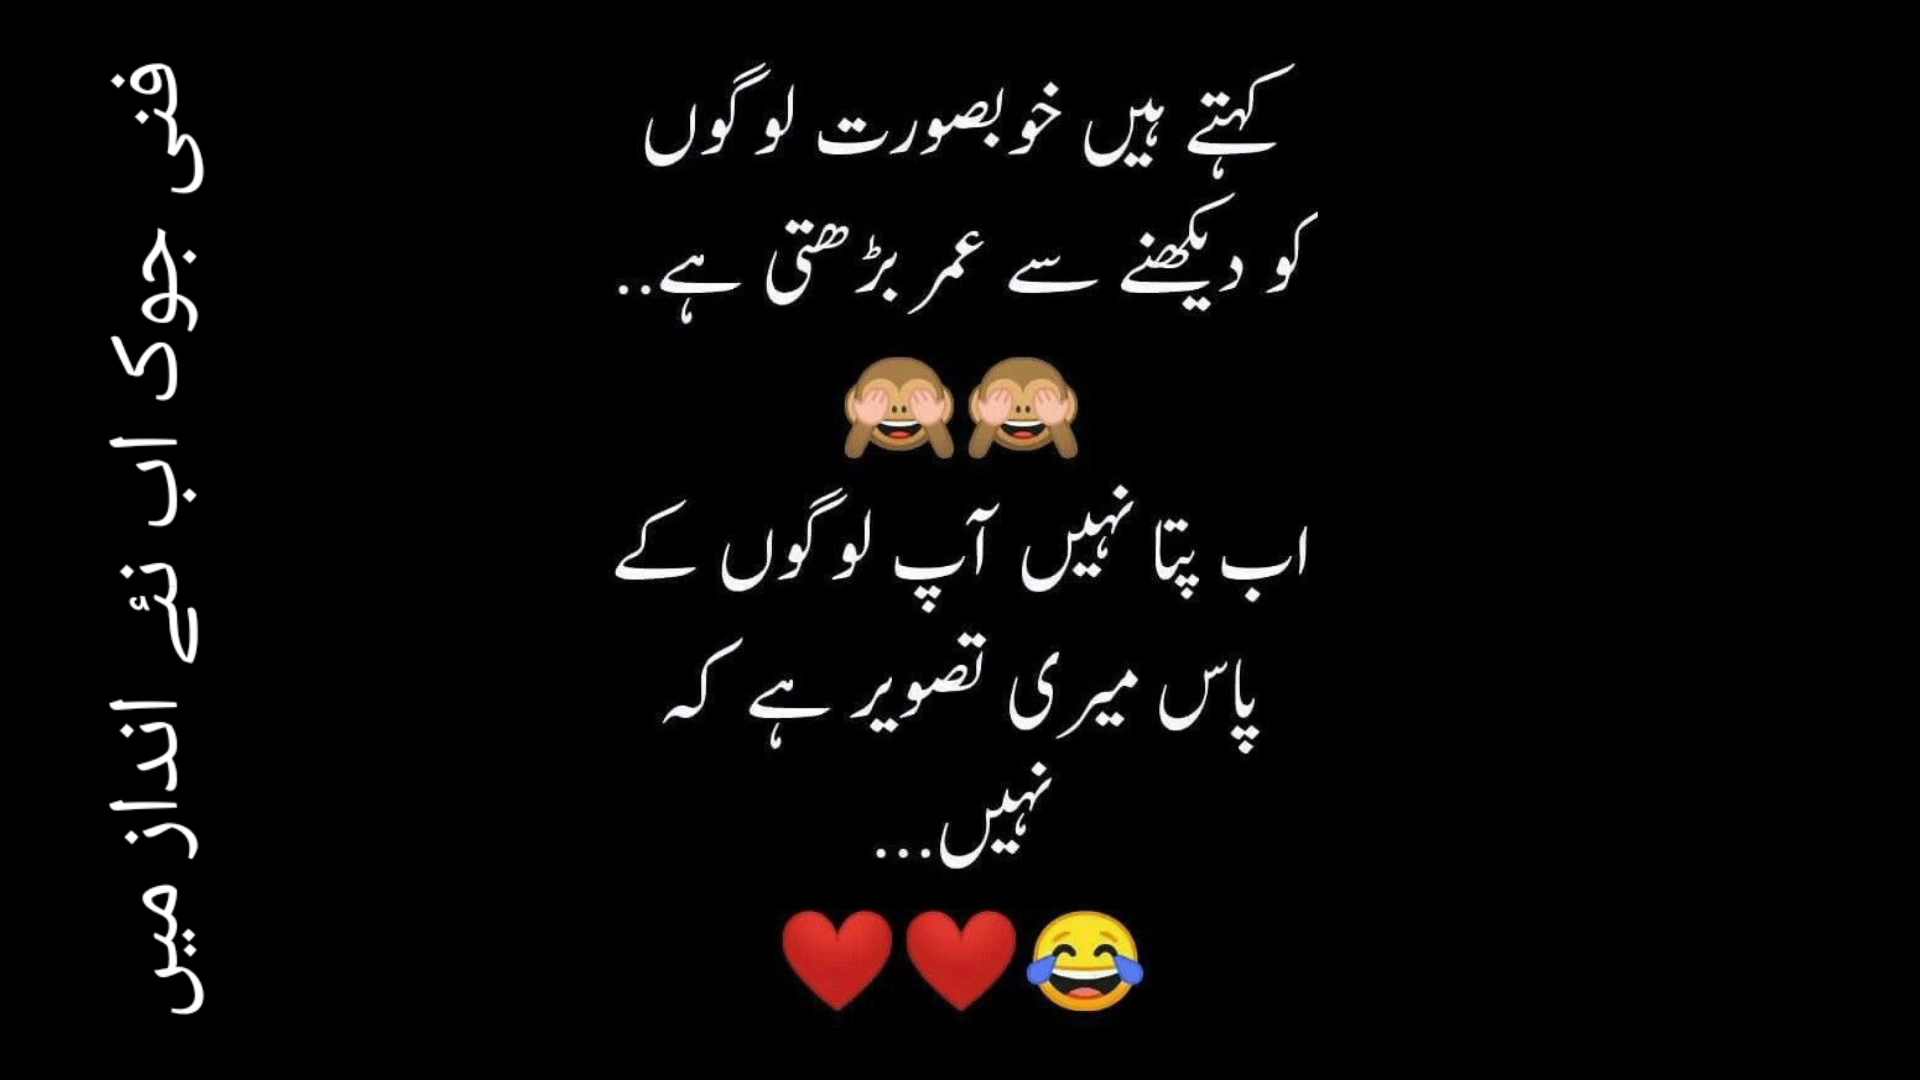 کہتے ہیں خوبصورت لوگوں
کو دیکھنے سے عمر بڑھتی ہے..
🙈🙈
اب پتا نہیں آپ لوگوں کے
پاس میری تصویر ہے کہ
نہیں...
❤️❤️😂
فنی جوک اب نئے انداز میں